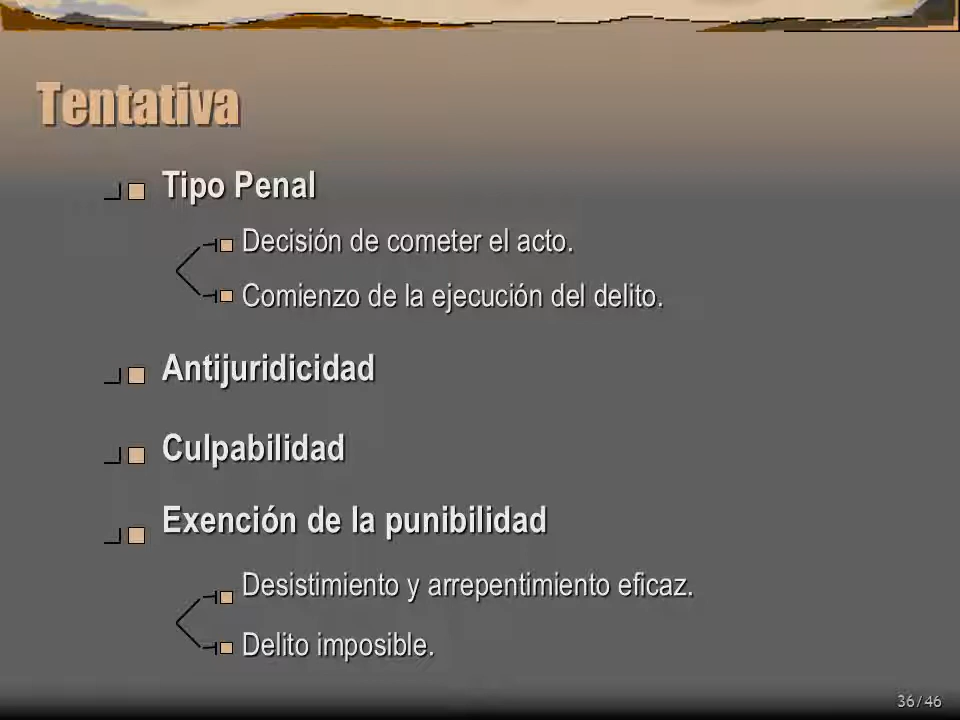 Tentativa
Tipo Penal
Decisión de cometer el acto.
Comienzo de la ejecución del delito.
Antijuridicidad
Culpabilidad
Exención de la punibilidad
Desistimiento y arrepentimiento eficaz.
Delito imposible.
36 / 46